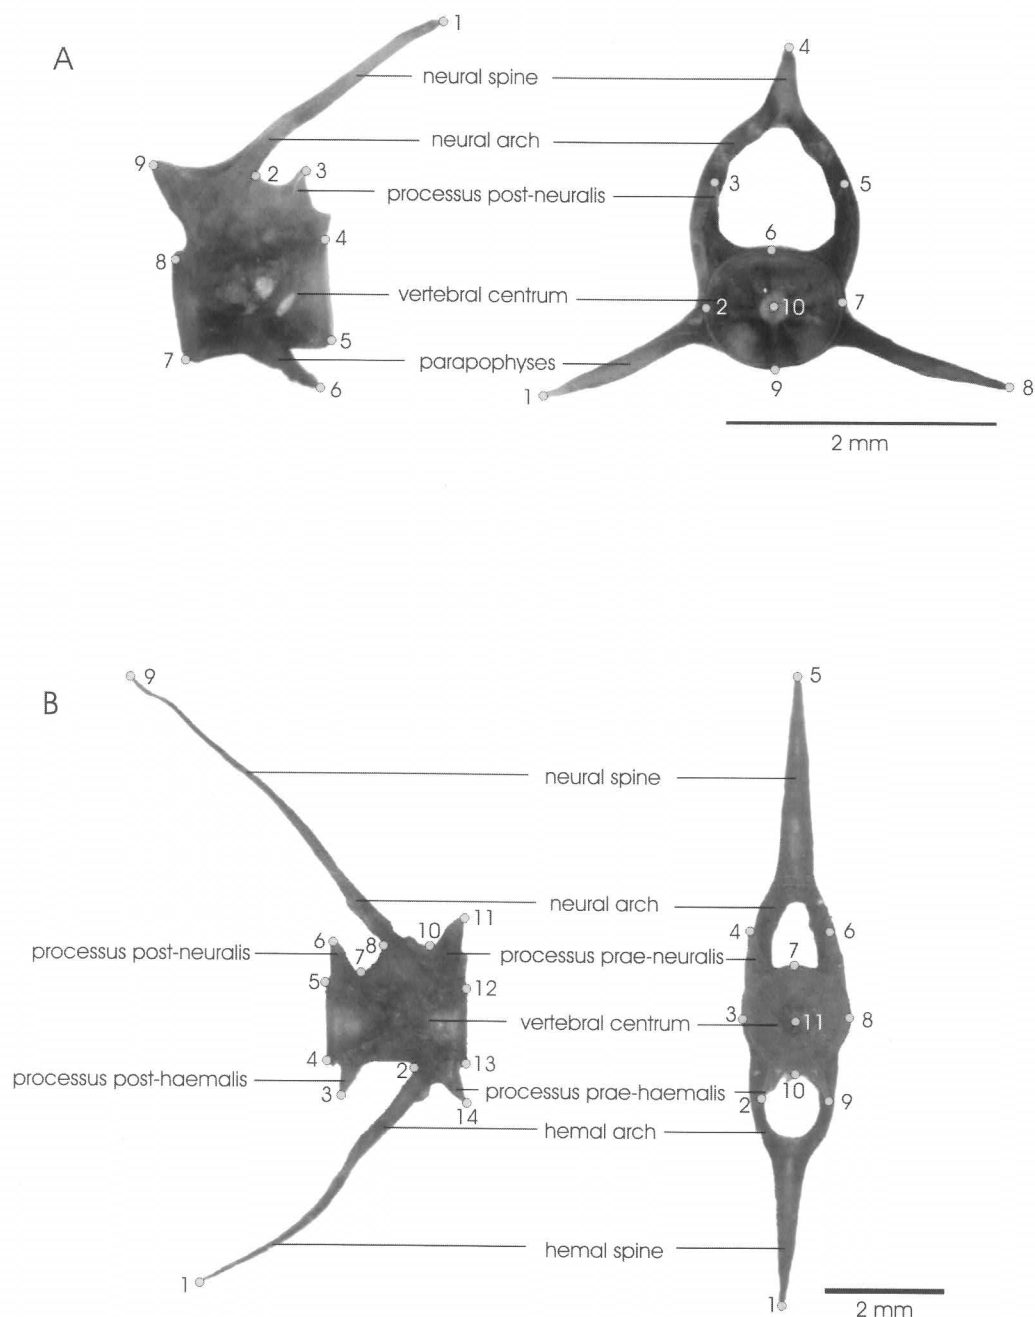 A
1
4
neural spine
neural arch
9
2
3
processus post-neuralis
3
5
4
6
8
vertebral centrum
2
10
7
7
5
parapophyses
6
1
9
8
2 mm
B
9
5
neural spine
neural arch
11
6
8
10
4
6
processus post-neuralis
7
processus prae-neuralis
7
5
12
3
vertebral centrum
11
8
4
2
13
processus post-haemalis
3
processus prae-haemalis
14
2
10
9
hemal arch
hemal spine
1
1
2 mm